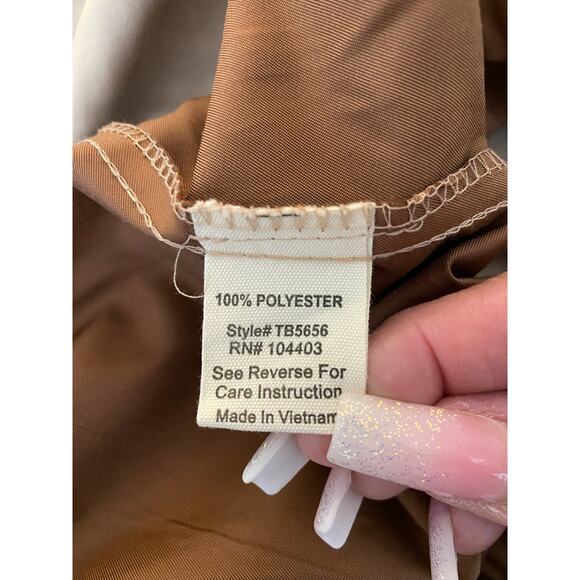 100% POLYESTER
Style# TB5656
RN# 104403
See Reverse For
Care Instruction
Made In Vietnam